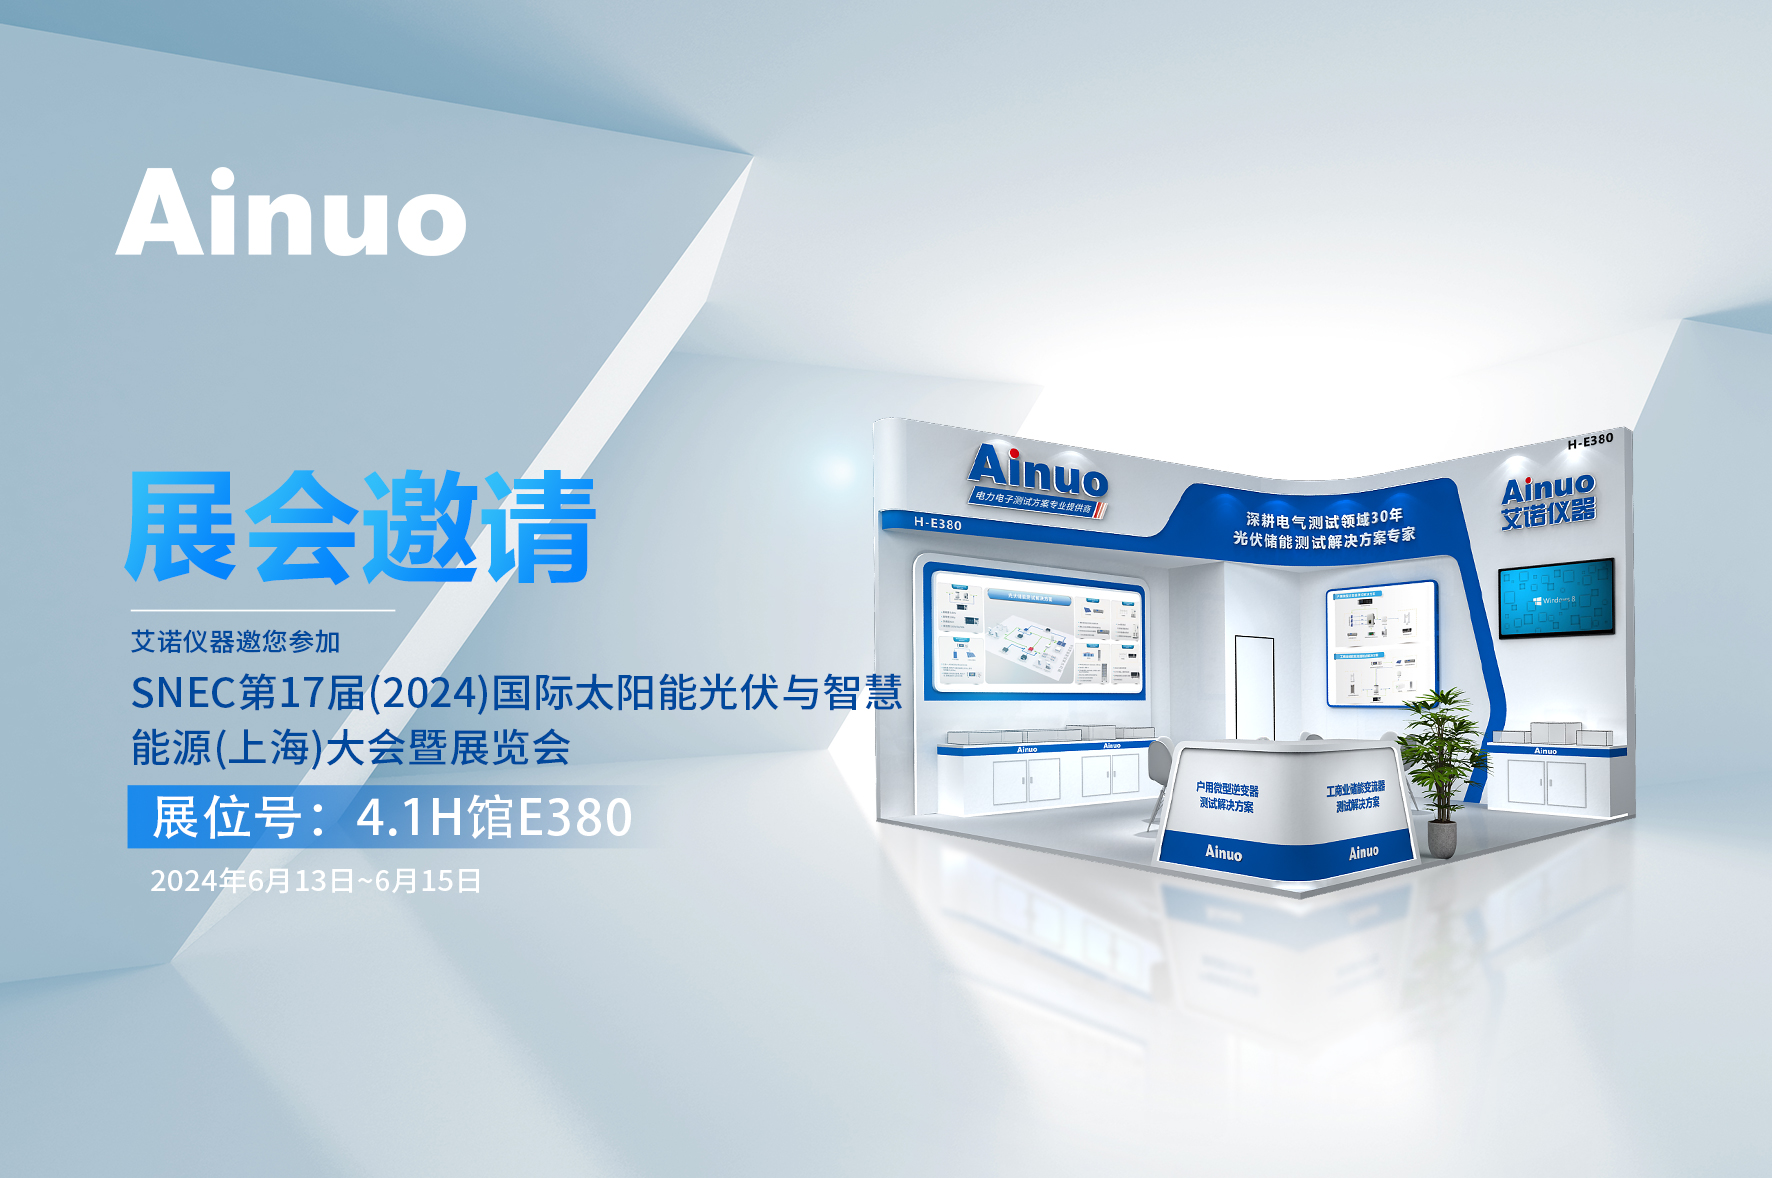 Ainuo
展会邀请
艾诺仪器邀您参加
SNEC第17届(2024)国际太阳能光伏与智慧
能源(上海)大会暨展览会
展位号：4.1H馆E380
2024年6月13日~6月15日
Ainuo
电力电子测试方案专业提供商
H-E380
深耕电气测试领域30年
光伏储能测试解决方案专家
H-E380
Ainuo
艾诺仪器
Windows 8
Ainuo
Ainuo
Ainuo
户用微型逆变器
测试解决方案
Ainuo
工商业储能变流器
测试解决方案
Ainuo